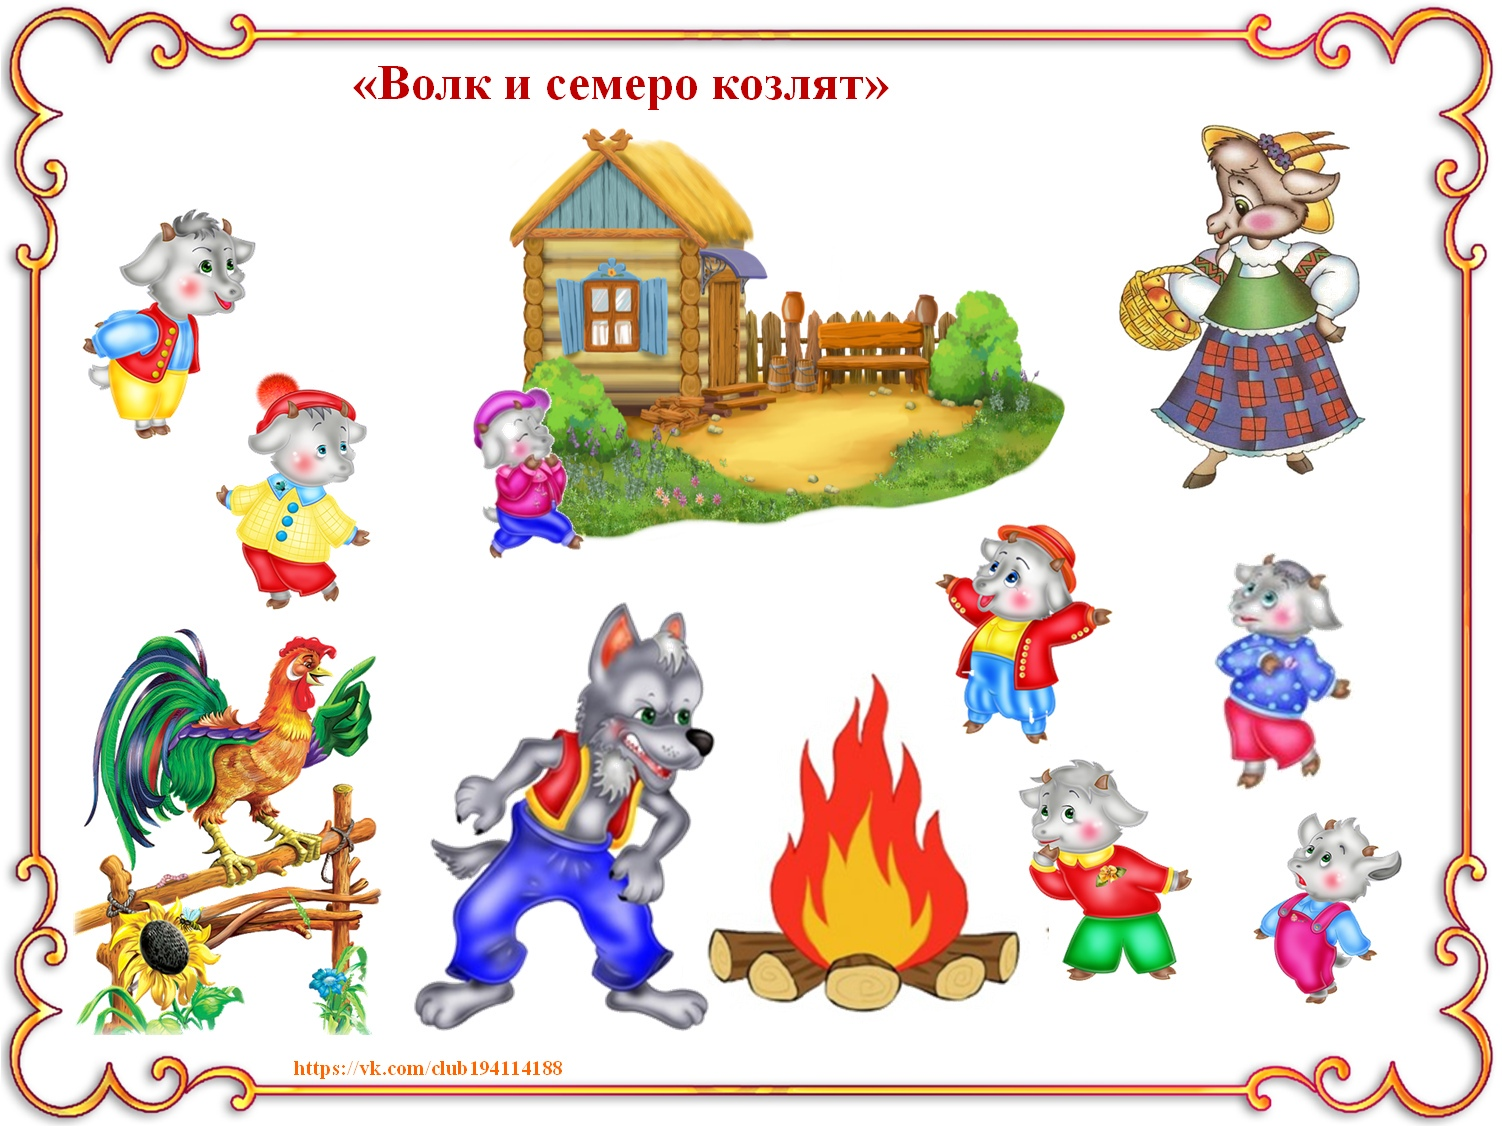 «Волк и семеро козлят»
https://vk.com/club194114188